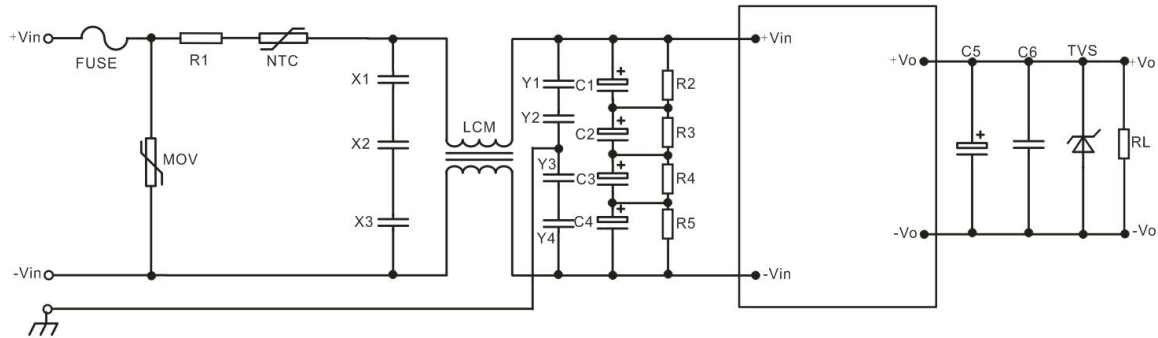 +Vin
FUSE
R1
NTC
MOV
X1
X2
X3
-Vin
LCM
Y1
Y2
Y3
Y4
C1
+
C2
+
C3
+
C4
+
R2
R3
R4
R5
+Vin
-Vin
+Vo
-Vo
C5
+
C6
TVS
RL
+Vo
-Vo